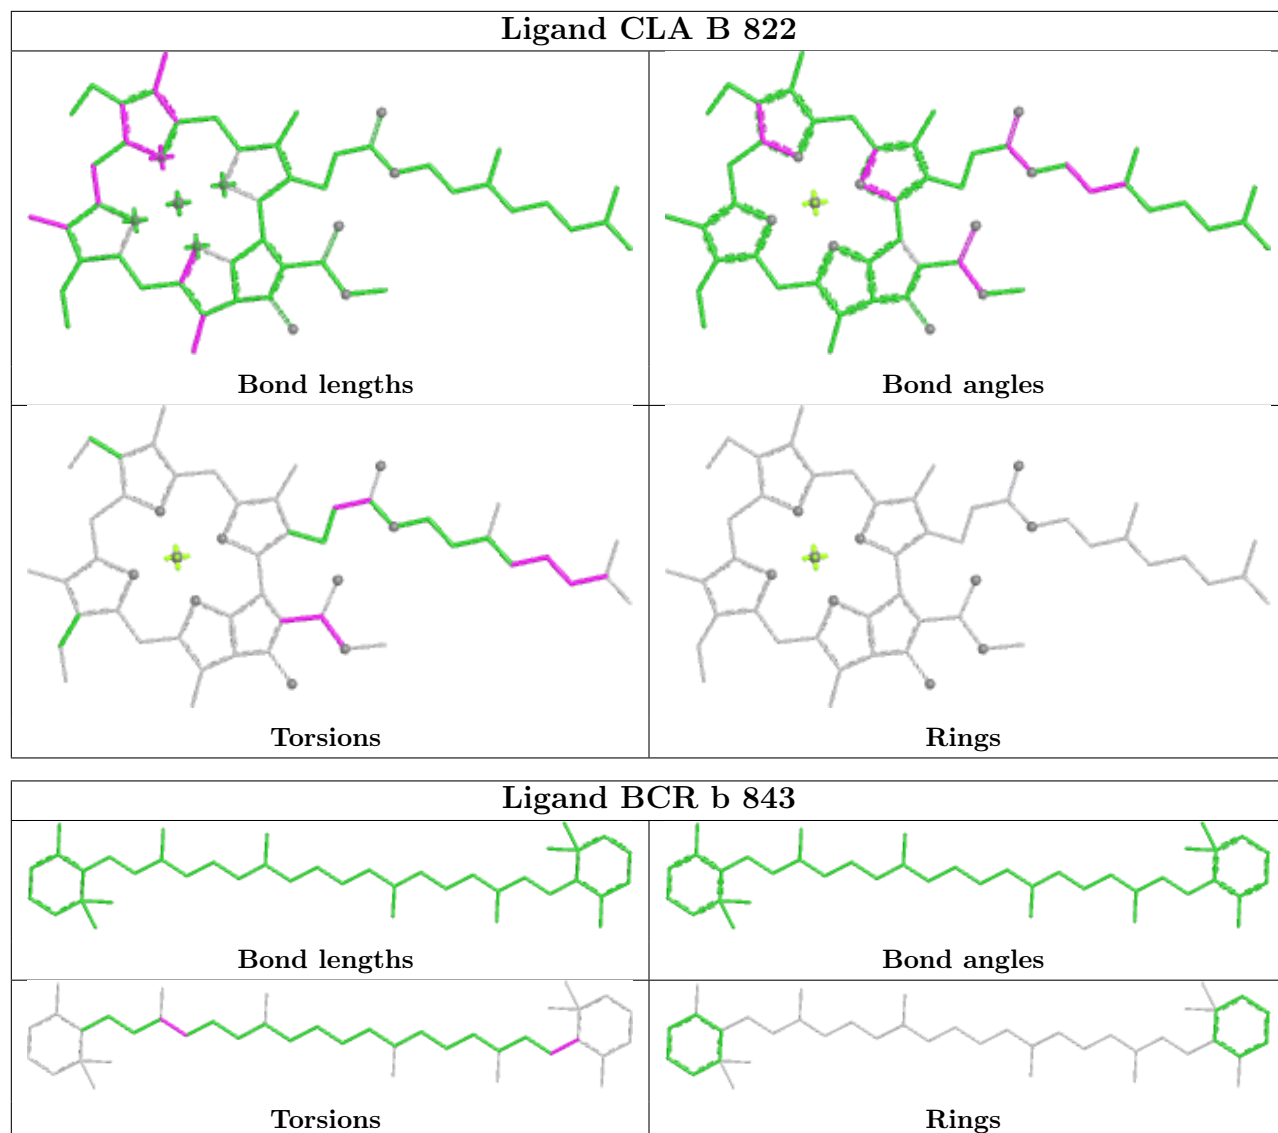 Ligand CLA B 822
Bond lengths
Bond angles
Torsions
Rings
Ligand BCR b 843
Bond lengths
Bond angles
Torsions
Rings